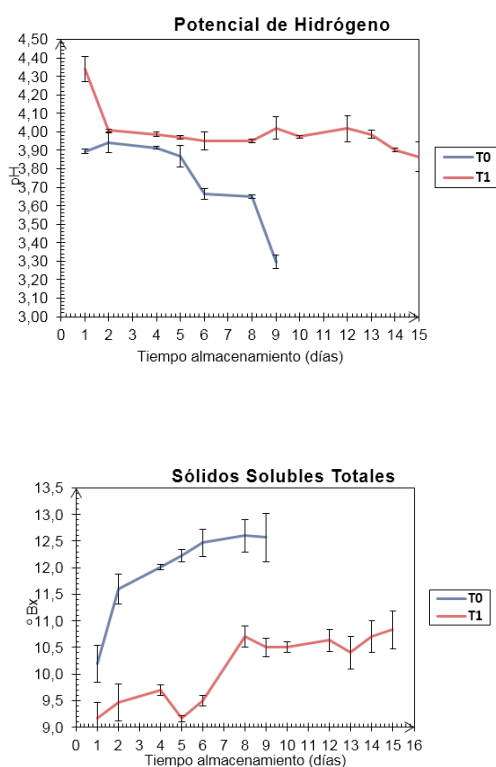 Potencial de Hidrógeno
4,50
4,40
4,30
4,20
4,10
4,00
3,90
3,80
3,70
3,60
3,50
3,40
3,30
3,20
3,10
3,00
pH
0 1 2 3 4 5 6 7 8 9 10 11 12 13 14 15
Tiempo almacenamiento (días)
T0
T1
Sólidos Solubles Totales
13,5
13,0
12,5
12,0
11,5
11,0
10,5
10,0
9,5
9,0
° Bx
0 1 2 3 4 5 6 7 8 9 10 11 12 13 14 15 16
Tiempo almacenamiento (días)
T0
T1